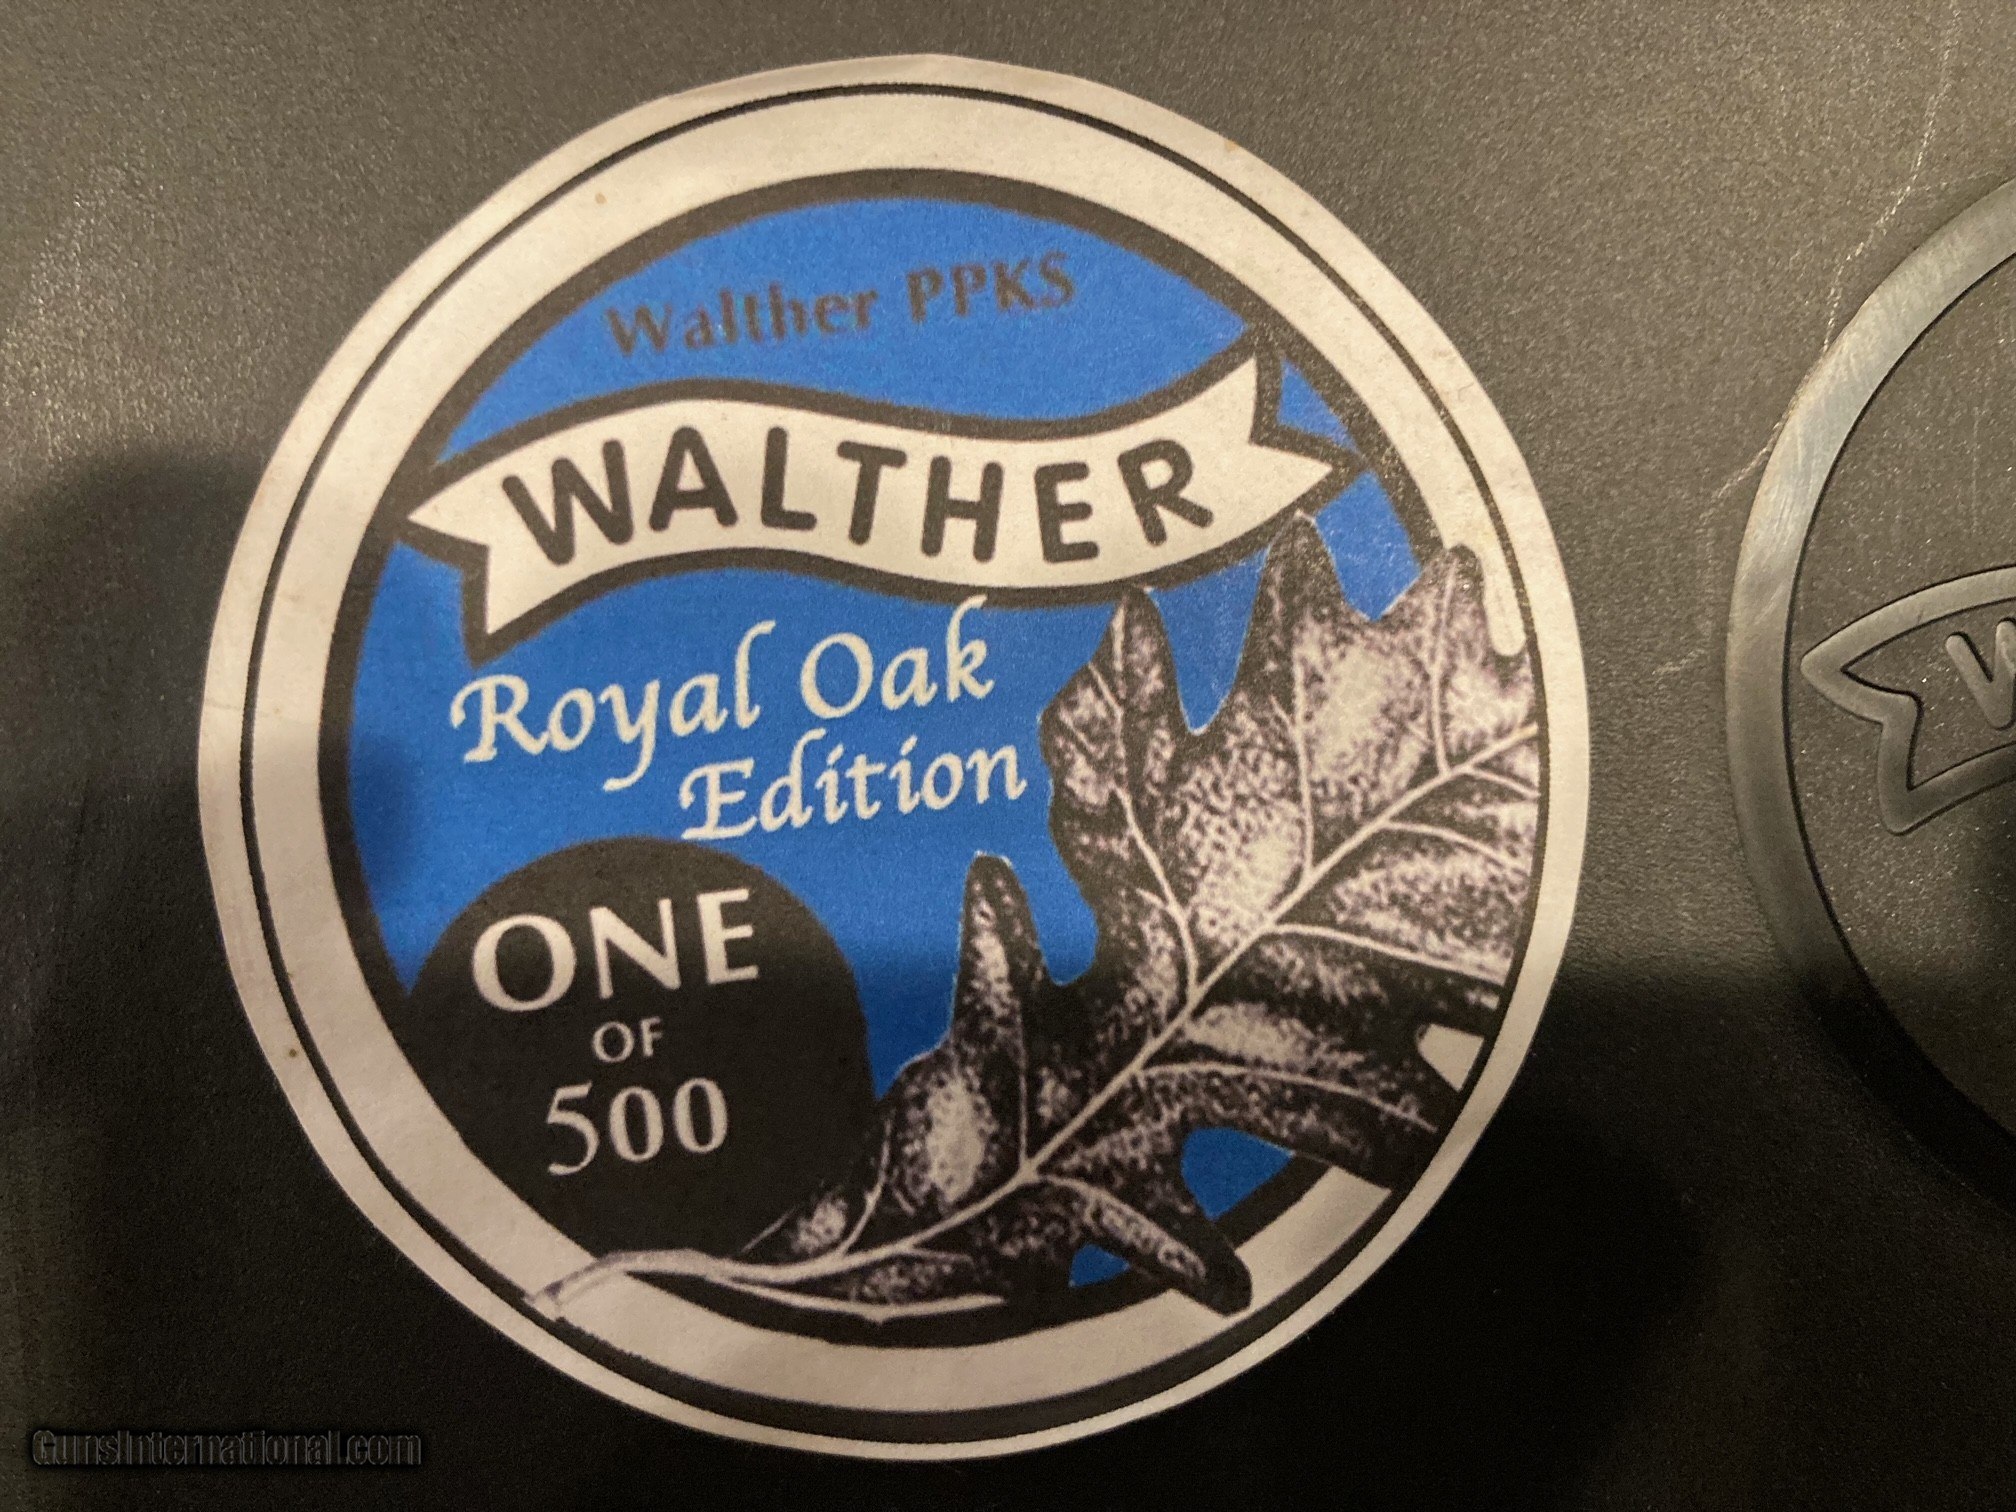 Walther PPKS
WALTHER
Royal Oak
Edition
ONE
OF
500
W
GunsInternational.com